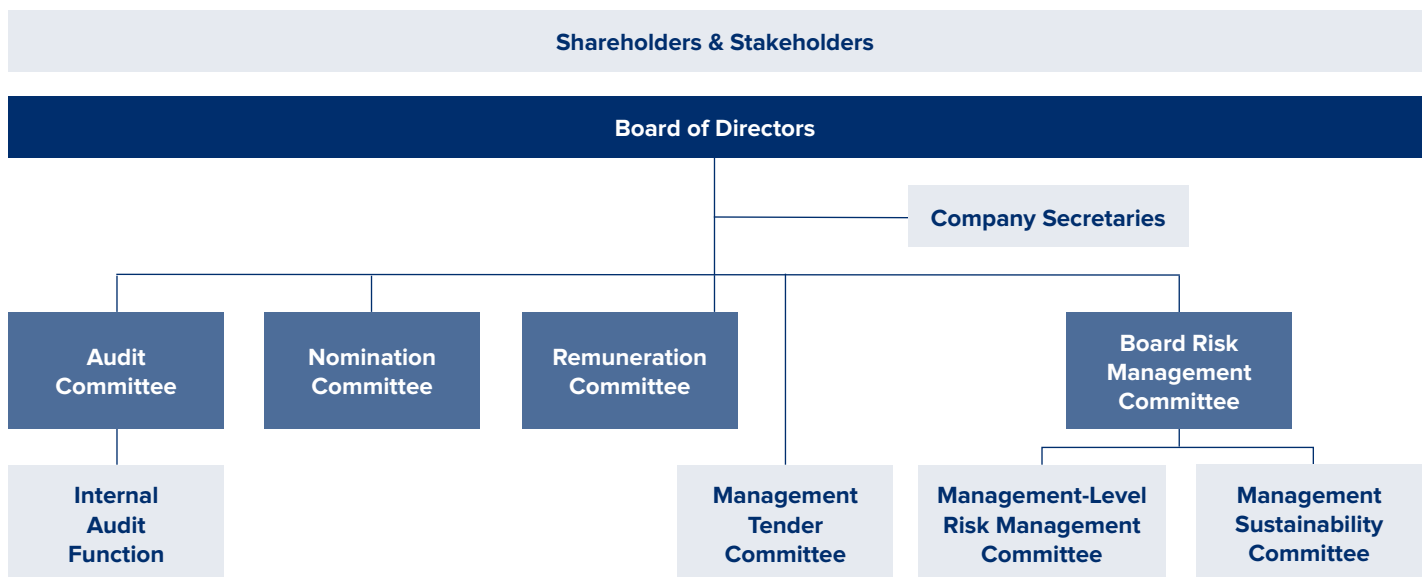 Shareholders & Stakeholders
Board of Directors
Company Secretaries
Audit
Committee
Nomination
Committee
Remuneration
Committee
Board Risk
Management
Committee
Internal
Audit
Function
Management
Tender
Committee
Management-Level
Risk Management
Committee
Management
Sustainability
Committee